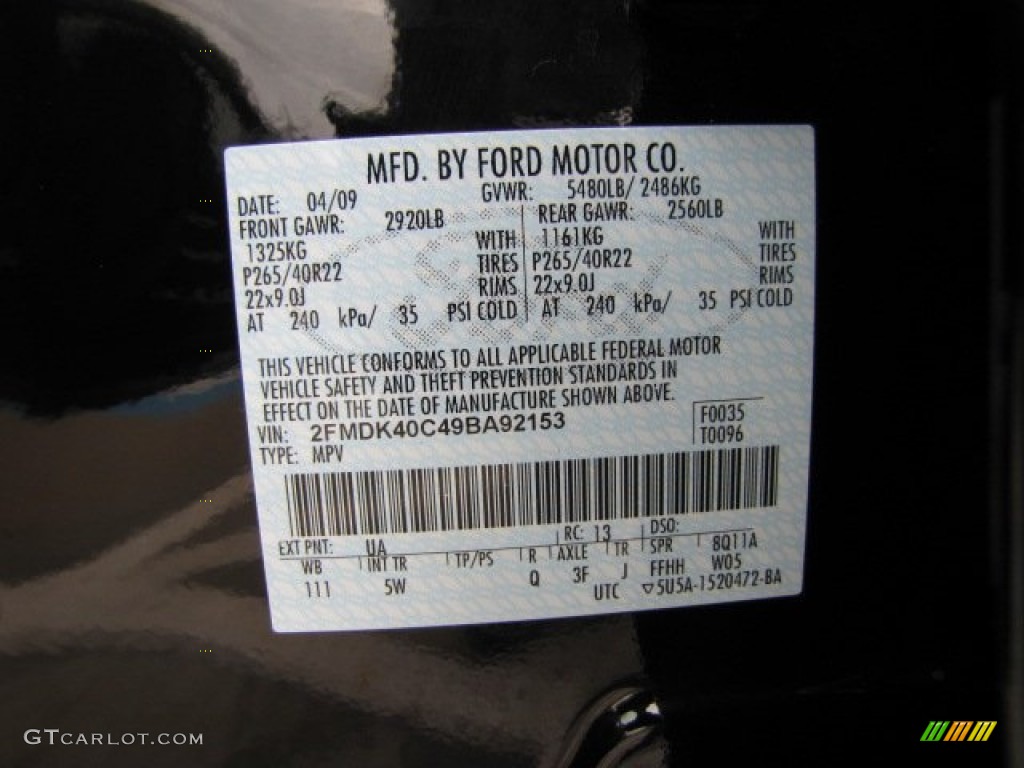 MFD. BY FORD MOTOR CO.
DATE: 04/09 GVWR: 5480LB/ 2486KG
FRONT GAWR: 2920LB REAR GAWR: 2560LB
1325KG WITH 1161KG WITH
P265/40R22 TIRES P265/40R22 TIRES
22x9.0J RIMS 22x9.0J RIMS
AT 240 kPa/ 35 PSI COLD AT 240 kPa/ 35 PSI COLD
THIS VEHICLE CONFORMS TO ALL APPLICABLE FEDERAL MOTOR
VEHICLE SAFETY AND THEFT PREVENTION STANDARDS IN
EFFECT ON THE DATE OF MANUFACTURE SHOWN ABOVE.
VIN: 2FMDK40C49BA92153 F0035
TYPE: MPV T0096
EXT PNT: UA RC: 13 DSO:
WB INT TR TP/PS R AXLE TR SPR 8Q11A
111 5W Q 3F J FFHH W05
UTC ▽5U5A-1520472-BA
GTCARLOT.COM